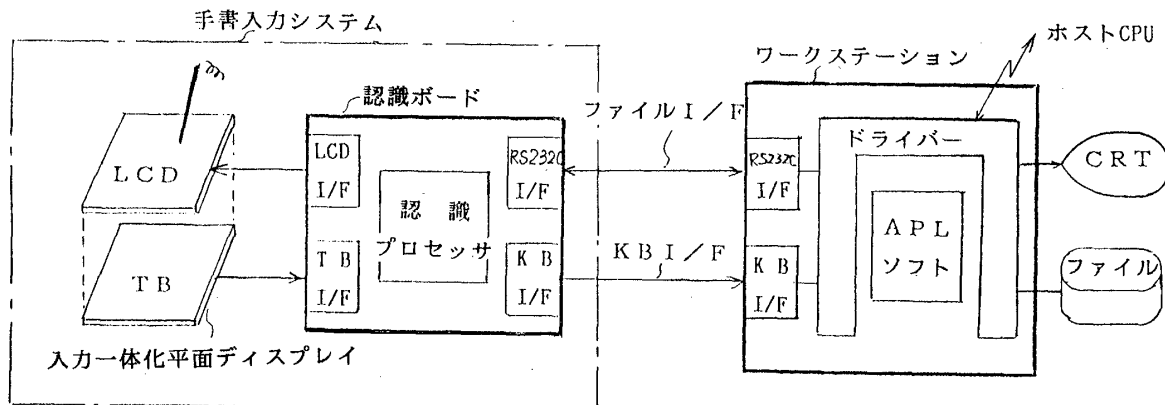 手書入力システム
ホストCPU
ワークステーション
認識ボード
ファイルI/F
ドライバー
LCD
LCD
I/F
RS232C
I/F
RS232C
I/F
CRT
認識
プロセッサ
APL
ソフト
TB
TB
I/F
KB
I/F
KBI/F
KB
I/F
ファイル
入力一体化平面ディスプレイ